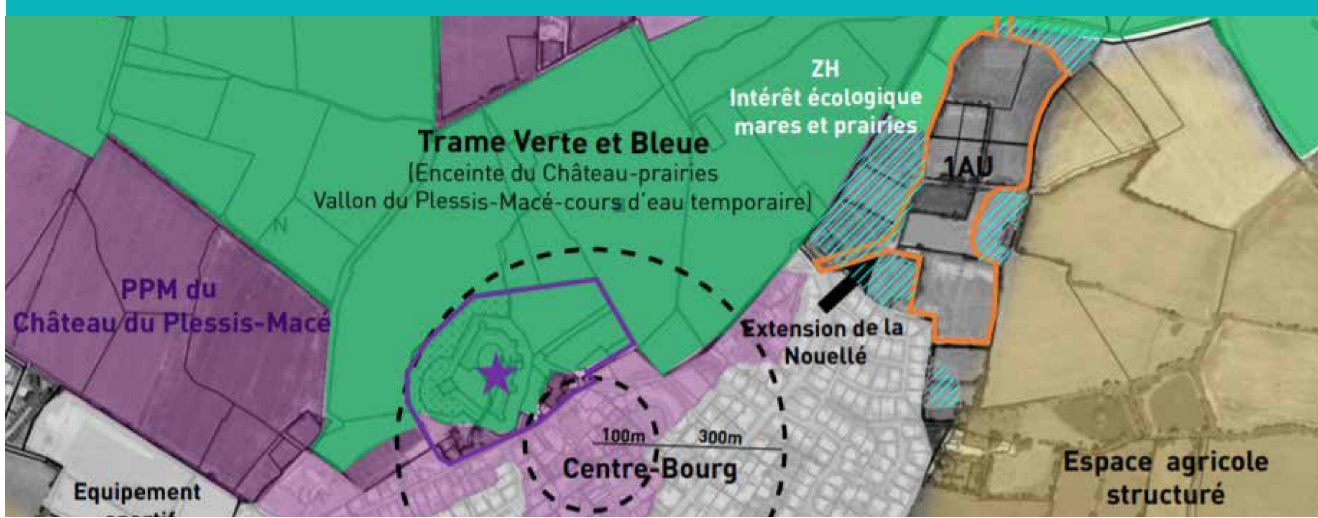 ZH
Intérêt écologique
mares et prairies
Trame Verte et Bleue
(Enceinte du Château-prairies
Vallon du Plessis-Macé-cours d'eau temporaire)
1AU
N
PPM du
Château du Plessis-Macé
Extension de la
Nouellé
100m
300m
Centre-Bourg
Espace agricole
structuré
Equipement
sportif